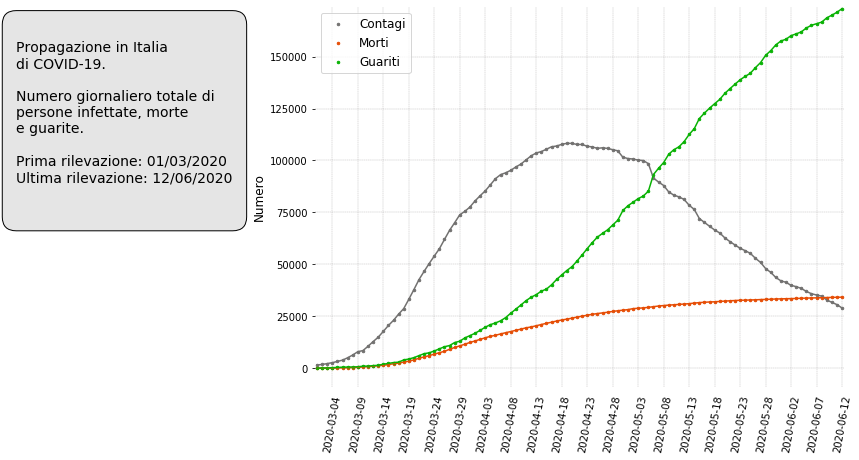 Propagazione in Italia
di COVID-19.
Numero giornaliero totale di
persone infettate, morte
e guarite.
Prima rilevazione: 01/03/2020
Ultima rilevazione: 12/06/2020
Contagi
Morti
Guariti
Numero
150000
125000
100000
75000
50000
25000
0
2020-03-04
2020-03-09
2020-03-14
2020-03-19
2020-03-24
2020-03-29
2020-04-03
2020-04-08
2020-04-13
2020-04-18
2020-04-23
2020-04-28
2020-05-03
2020-05-08
2020-05-13
2020-05-18
2020-05-23
2020-05-28
2020-06-02
2020-06-07
2020-06-12